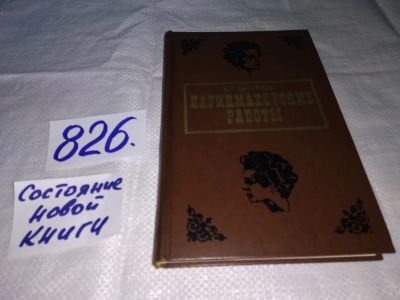 826.
Состояние
новой
книги
ПАРИКМАХЕРСКИЕ
РАБОТЫ